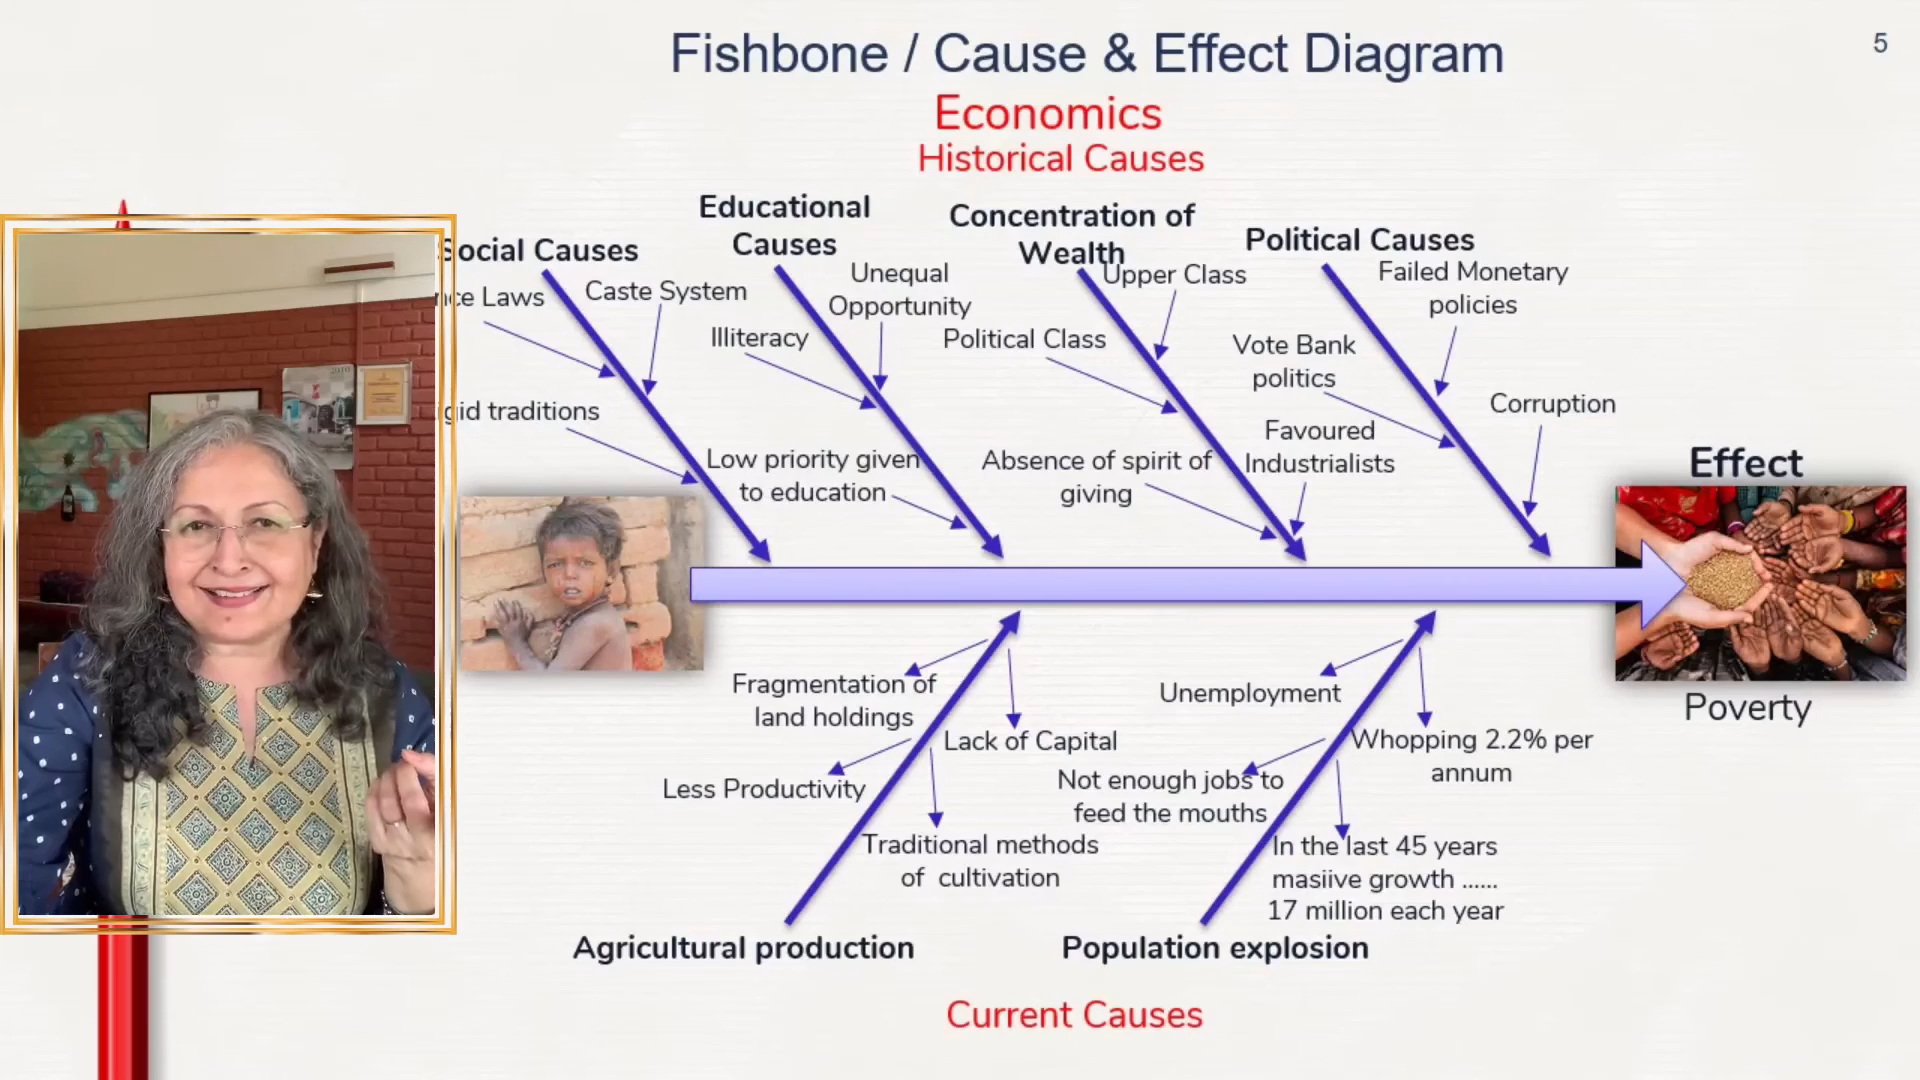 Fishbone / Cause & Effect Diagram
5
Economics
Historical Causes
Social Causes
Educational
Causes
Concentration of
Wealth
Political Causes
Laws
Caste System
Illiteracy
Unequal
Opportunity
Political Class
Upper Class
Vote Bank
politics
Failed Monetary
policies
traditions
Low priority given
to education
Absence of spirit of
giving
Favoured
Industrialists
Corruption
Effect
Poverty
Fragmentation of
land holdings
Lack of Capital
Less Productivity
Traditional methods
of cultivation
Unemployment
Whopping 2.2% per
annum
Not enough jobs to
feed the mouths
In the last 45 years
masiive growth ......
17 million each year
Agricultural production
Population explosion
Current Causes